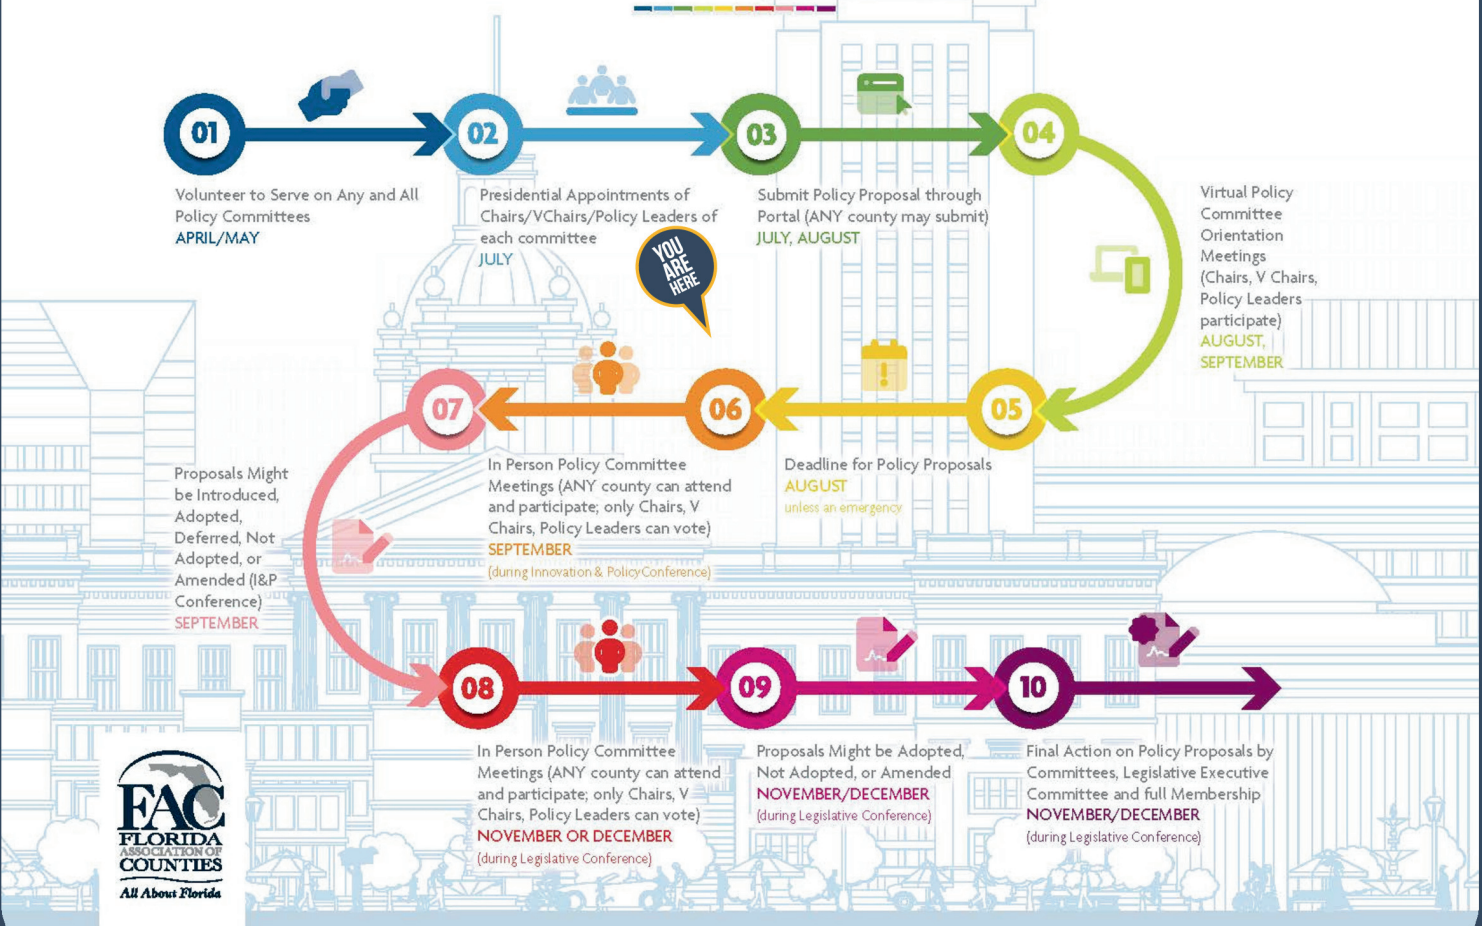 01
02
03
04
Volunteer to Serve on Any and All
Policy Committees
APRIL/MAY
Presidential Appointments of
Chairs/VChairs/Policy Leaders of
each committee
JULY
Submit Policy Proposal through
Portal (ANY county may submit)
JULY, AUGUST
Virtual Policy
Committee
Orientation
Meetings
(Chairs, V Chairs,
Policy Leaders
participate)
AUGUST,
SEPTEMBER
YOU
ARE
HERE
07
06
05
Proposals Might
be Introduced,
Adopted,
Deferred, Not
Adopted, or
Amended (I&P
Conference)
SEPTEMBER
In Person Policy Committee
Meetings (ANY county can attend
and participate; only Chairs, V
Chairs, Policy Leaders can vote)
SEPTEMBER
(during Innovation & PolicyConference)
Deadline for Policy Proposals
AUGUST
unless an emergency
08
09
10
In Person Policy Committee
Meetings (ANY county can attend
and participate; only Chairs, V
Chairs, Policy Leaders can vote)
NOVEMBER OR DECEMBER
(during Legislative Conference)
Proposals Might be Adopted,
Not Adopted, or Amended
NOVEMBER/DECEMBER
(during Legislative Conference)
Final Action on Policy Proposals by
Committees, Legislative Executive
Committee and full Membership
NOVEMBER/DECEMBER
(during Legislative Conference)
FAC
FLORIDA
ASSOCIATION OF
COUNTIES
All About Florida